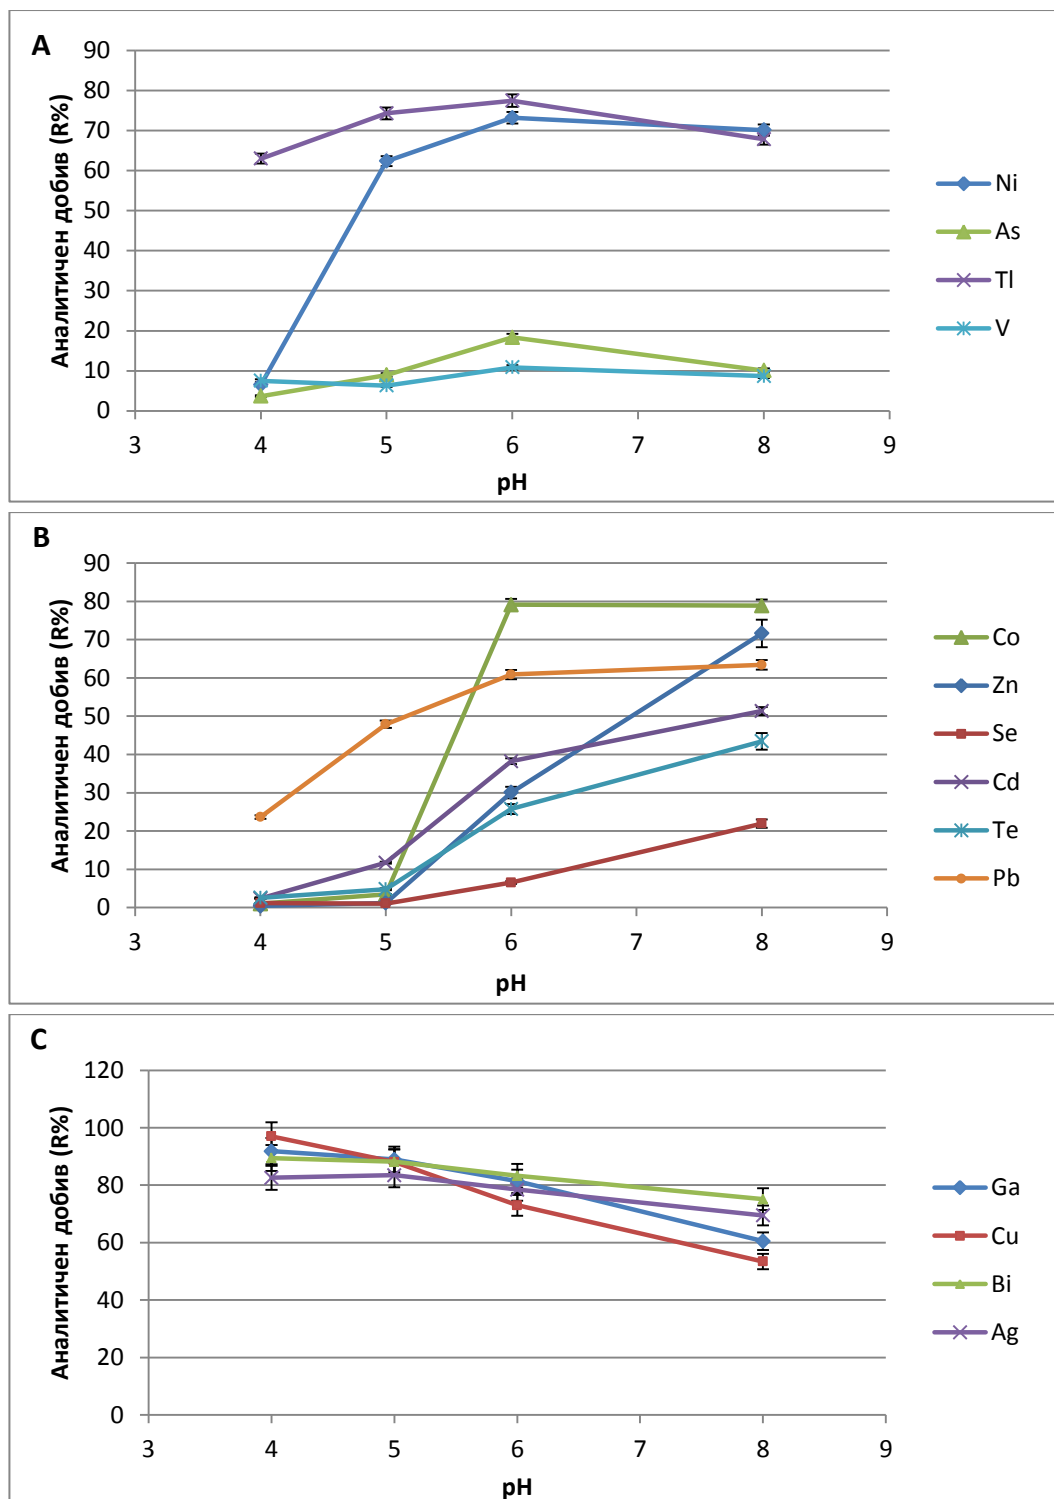 A
Аналитичен добив (R%)
90
80
70
60
50
40
30
20
10
0
3 4 5 6 7 8 9
pH
Ni
As
Tl
V
B
Аналитичен добив (R%)
90
80
70
60
50
40
30
20
10
0
3 4 5 6 7 8 9
pH
Co
Zn
Se
Cd
Te
Pb
C
Аналитичен добив (R%)
120
100
80
60
40
20
0
3 4 5 6 7 8 9
pH
Ga
Cu
Bi
Ag